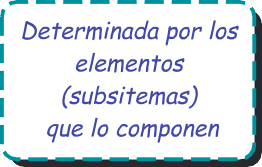 Determinada por los
elementos
(subsitemas)
que lo componen